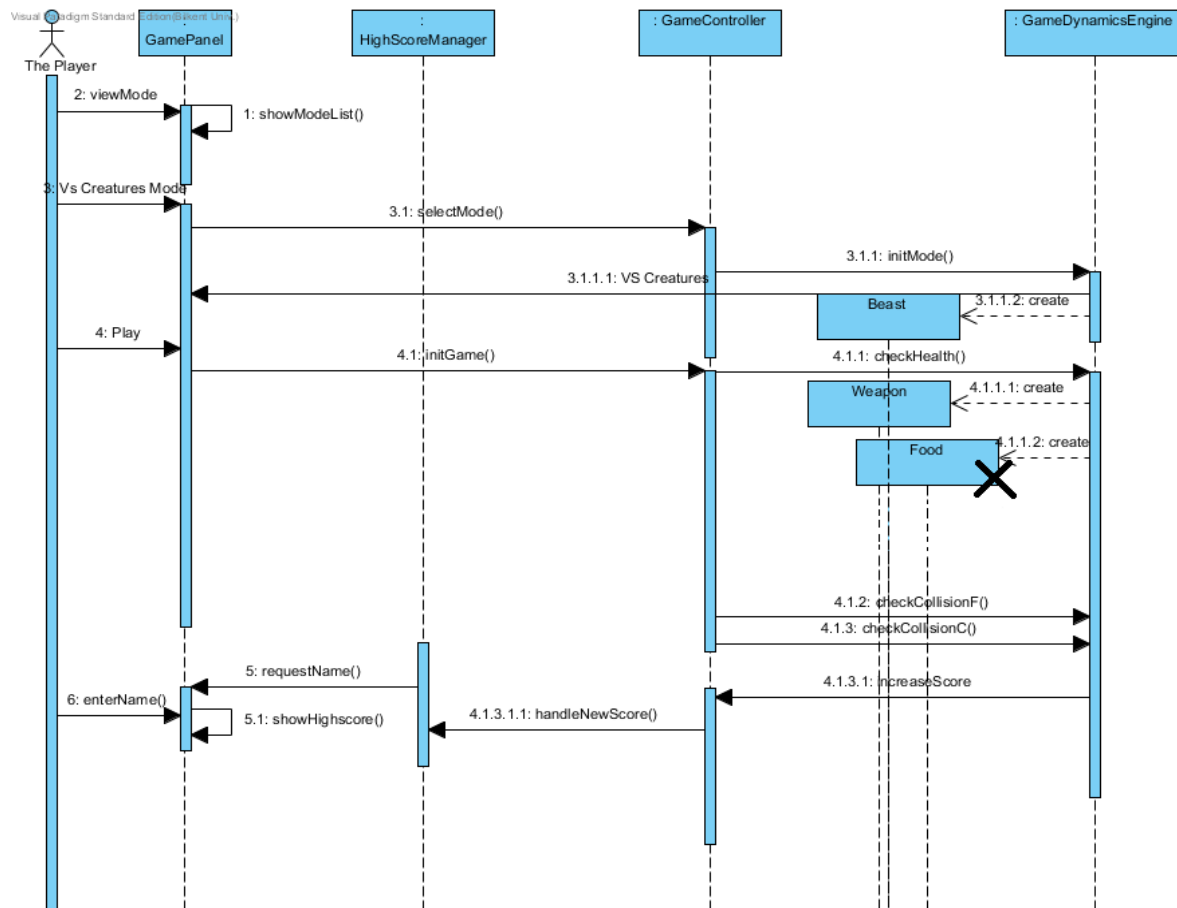 Visual Paradigm Standard Edition(Bilkent Univ.)
The Player
:
GamePanel
:
HighScoreManager
: GameController
: GameDynamicsEngine
2: viewMode
1: showModeList()
3: Vs Creatures Mode
3.1: selectMode()
3.1.1: initMode()
3.1.1.1: VS Creatures
Beast
3.1.1.2: create
4: Play
4.1: initGame()
4.1.1: checkHealth()
Weapon
4.1.1.1: create
Food
4.1.1.2: create
4.1.2: checkCollisionF()
4.1.3: checkCollisionC()
5: requestName()
4.1.3.1: increaseScore
6: enterName()
5.1: showHighscore()
4.1.3.1.1: handleNewScore()